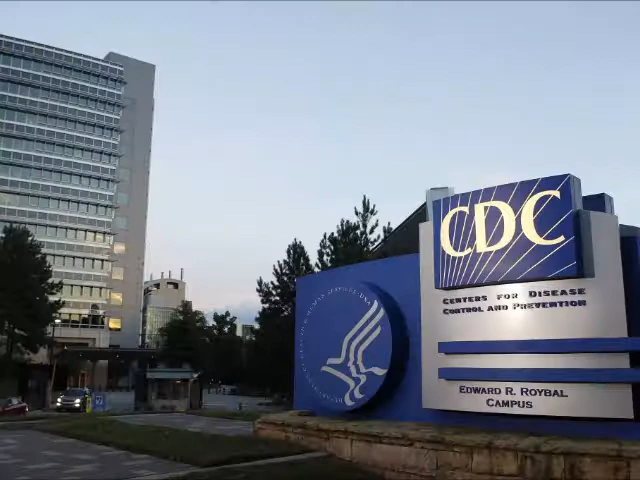 CDC
CENTERS FOR DISEASE
CONTROL AND PREVENTION
EDWARD R. ROYBAL
CAMPUS